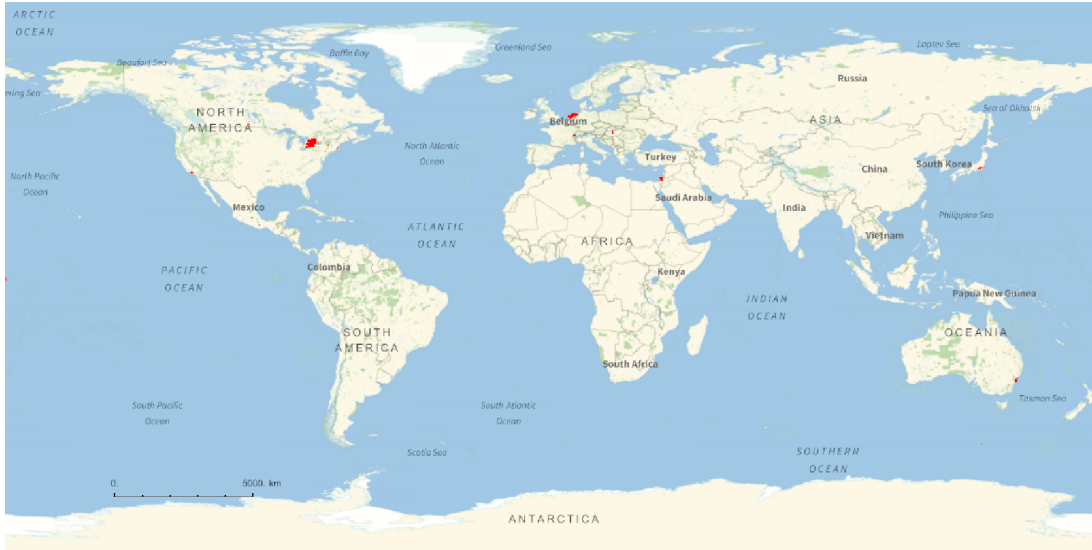 ARCTIC
OCEAN
Greenland Sea
Laptev Sea
Baffin Bay
Beaufort Sea
ering Sea
Russia
NORTH
AMERICA
Sea of Okhotsk
Belgium
ASIA
North Atlantic
Ocean
Turkey
South Korea
China
North Pacific
Ocean
Saudi Arabia
Mexico
India
Philippine Sea
ATLANTIC
OCEAN
AFRICA
Vietnam
PACIFIC
OCEAN
Colombia
Kenya
INDIAN
OCEAN
Papua New Guinea
SOUTH
AMERICA
OCEANIA
South Africa
South Pacific
Ocean
South Atlantic
Ocean
Tasman Sea
Scotia Sea
SOUTHERN
OCEAN
0. 5000. km
ANTARCTICA